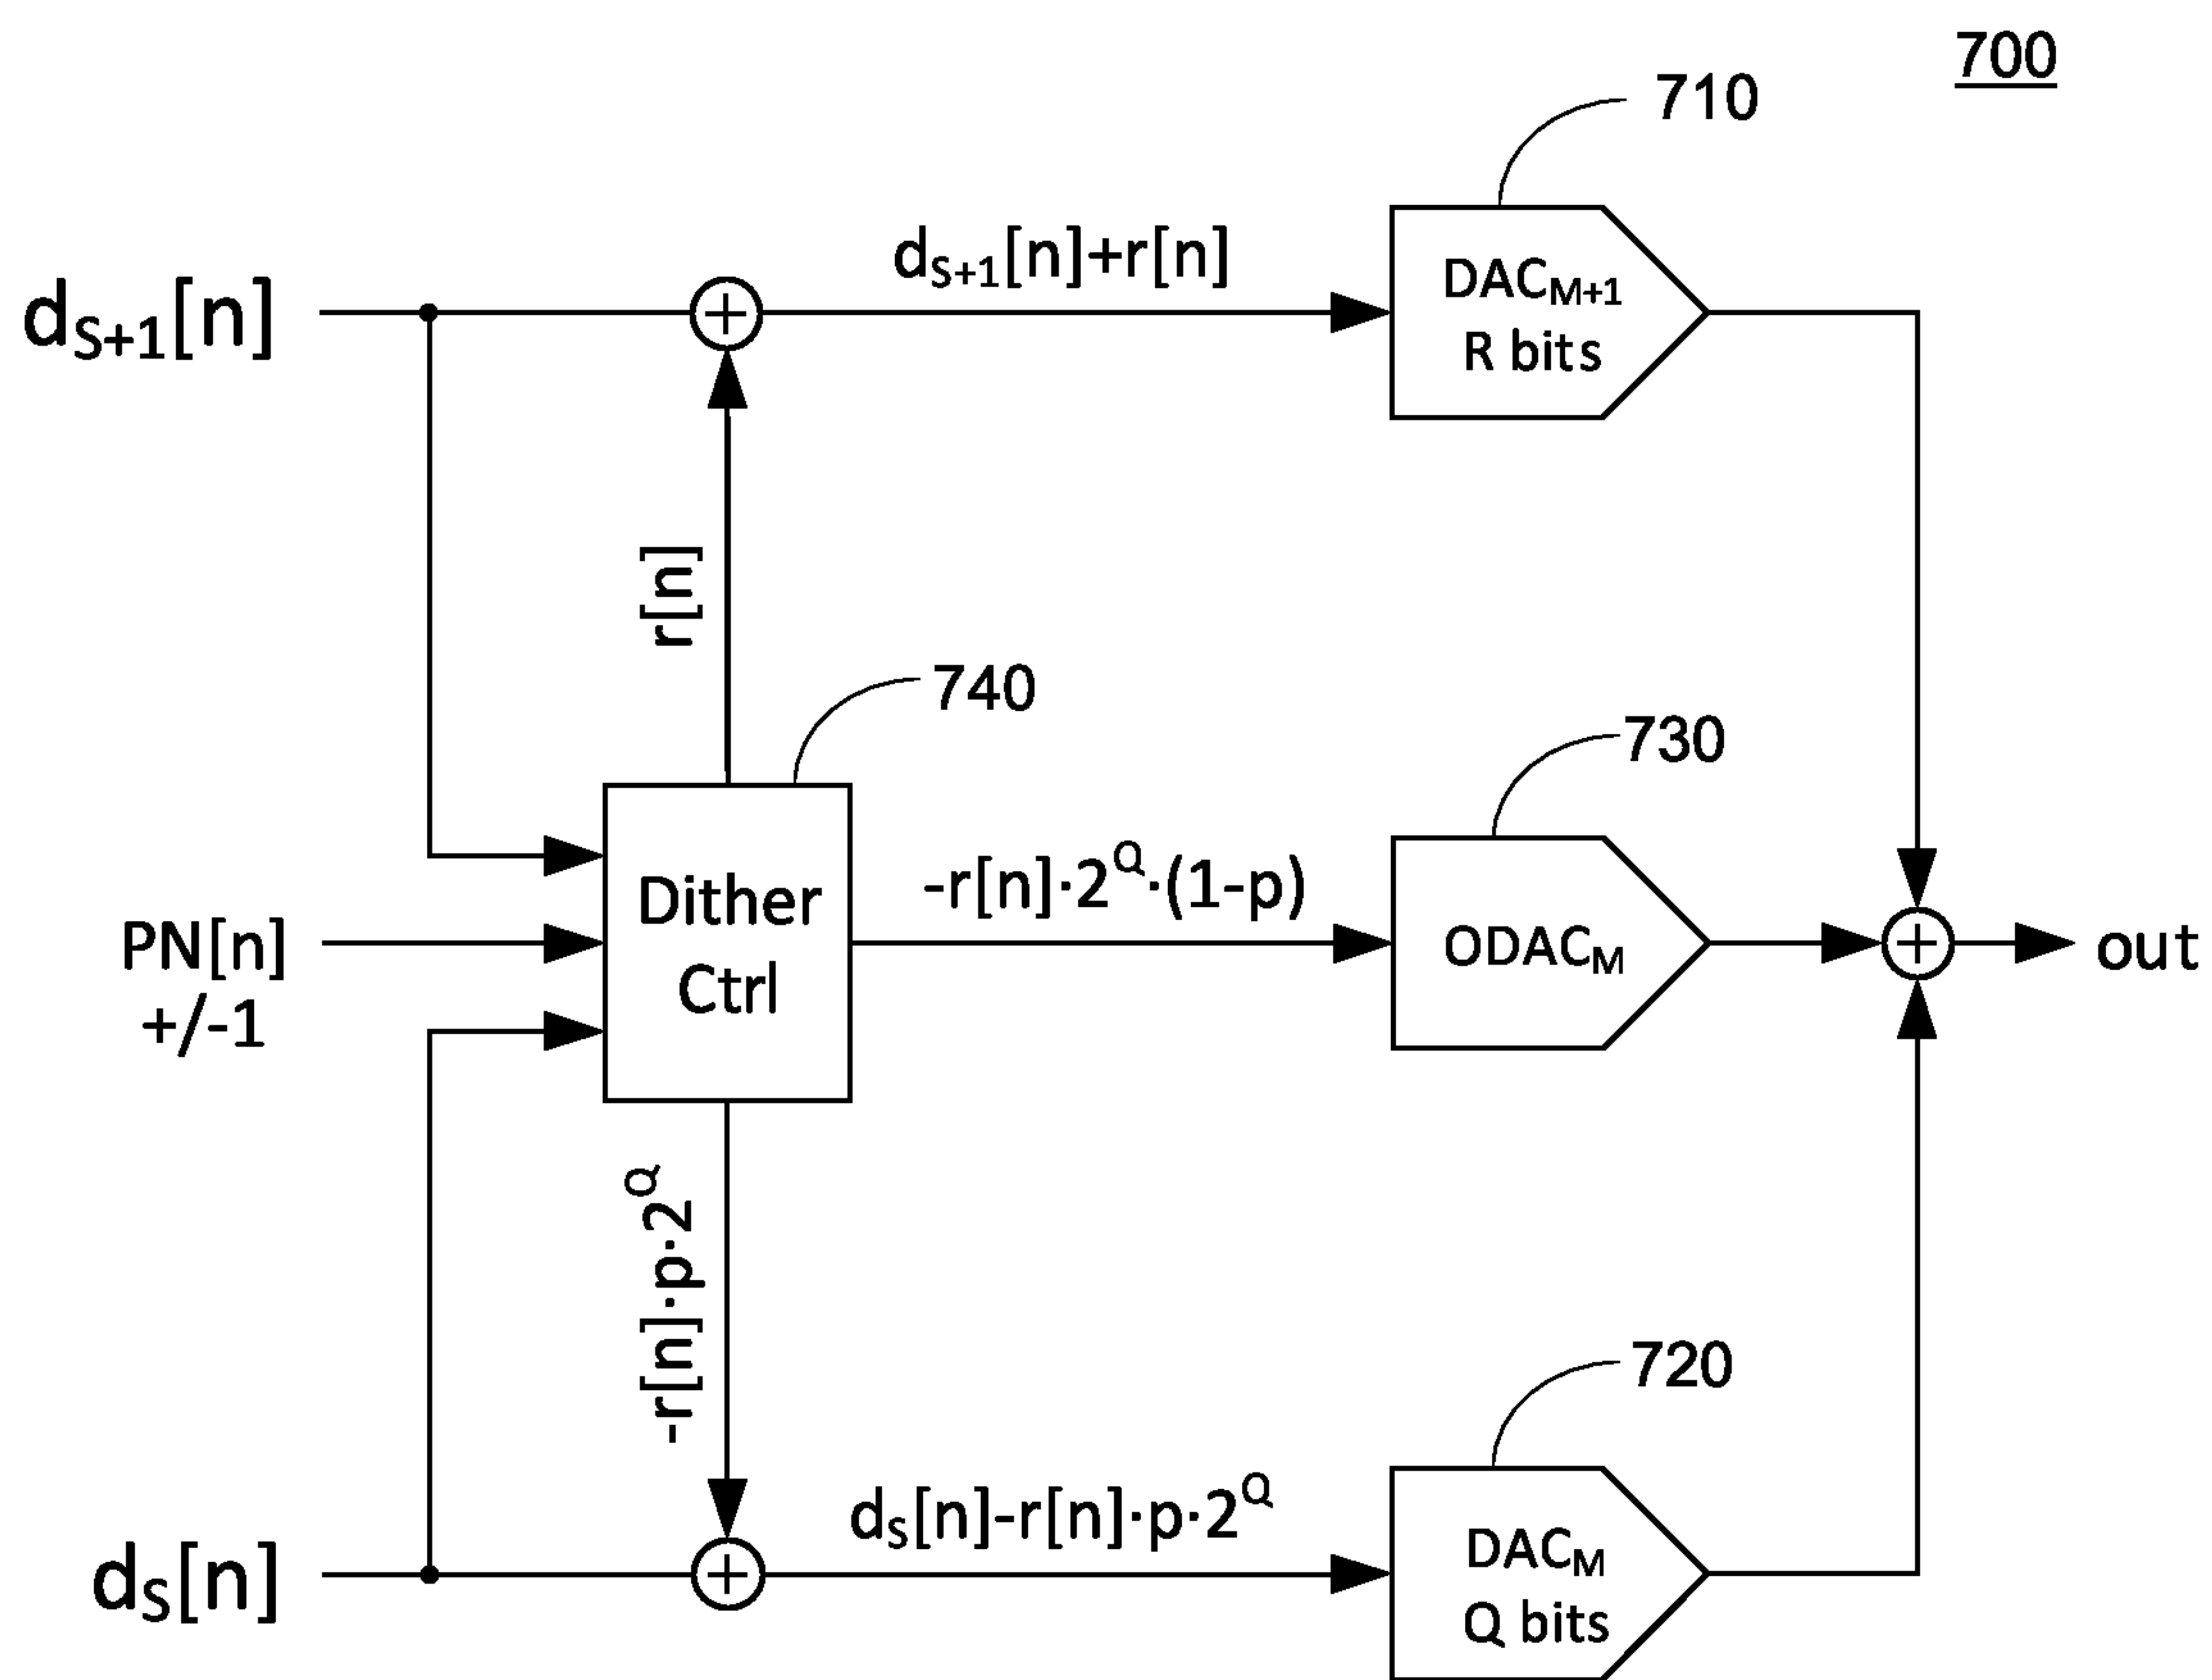 700
710
d_{S+1}[n]
d_{S+1}[n]+r[n]
DAC_{M+1}
R bits
r[n]
740
730
PN[n]
+/-1
Dither
Ctrl
-r[n]·2^Q·(1-p)
ODAC_M
out
-r[n]·p·2^Q
720
d_S[n]
d_S[n]-r[n]·p·2^Q
DAC_M
Q bits